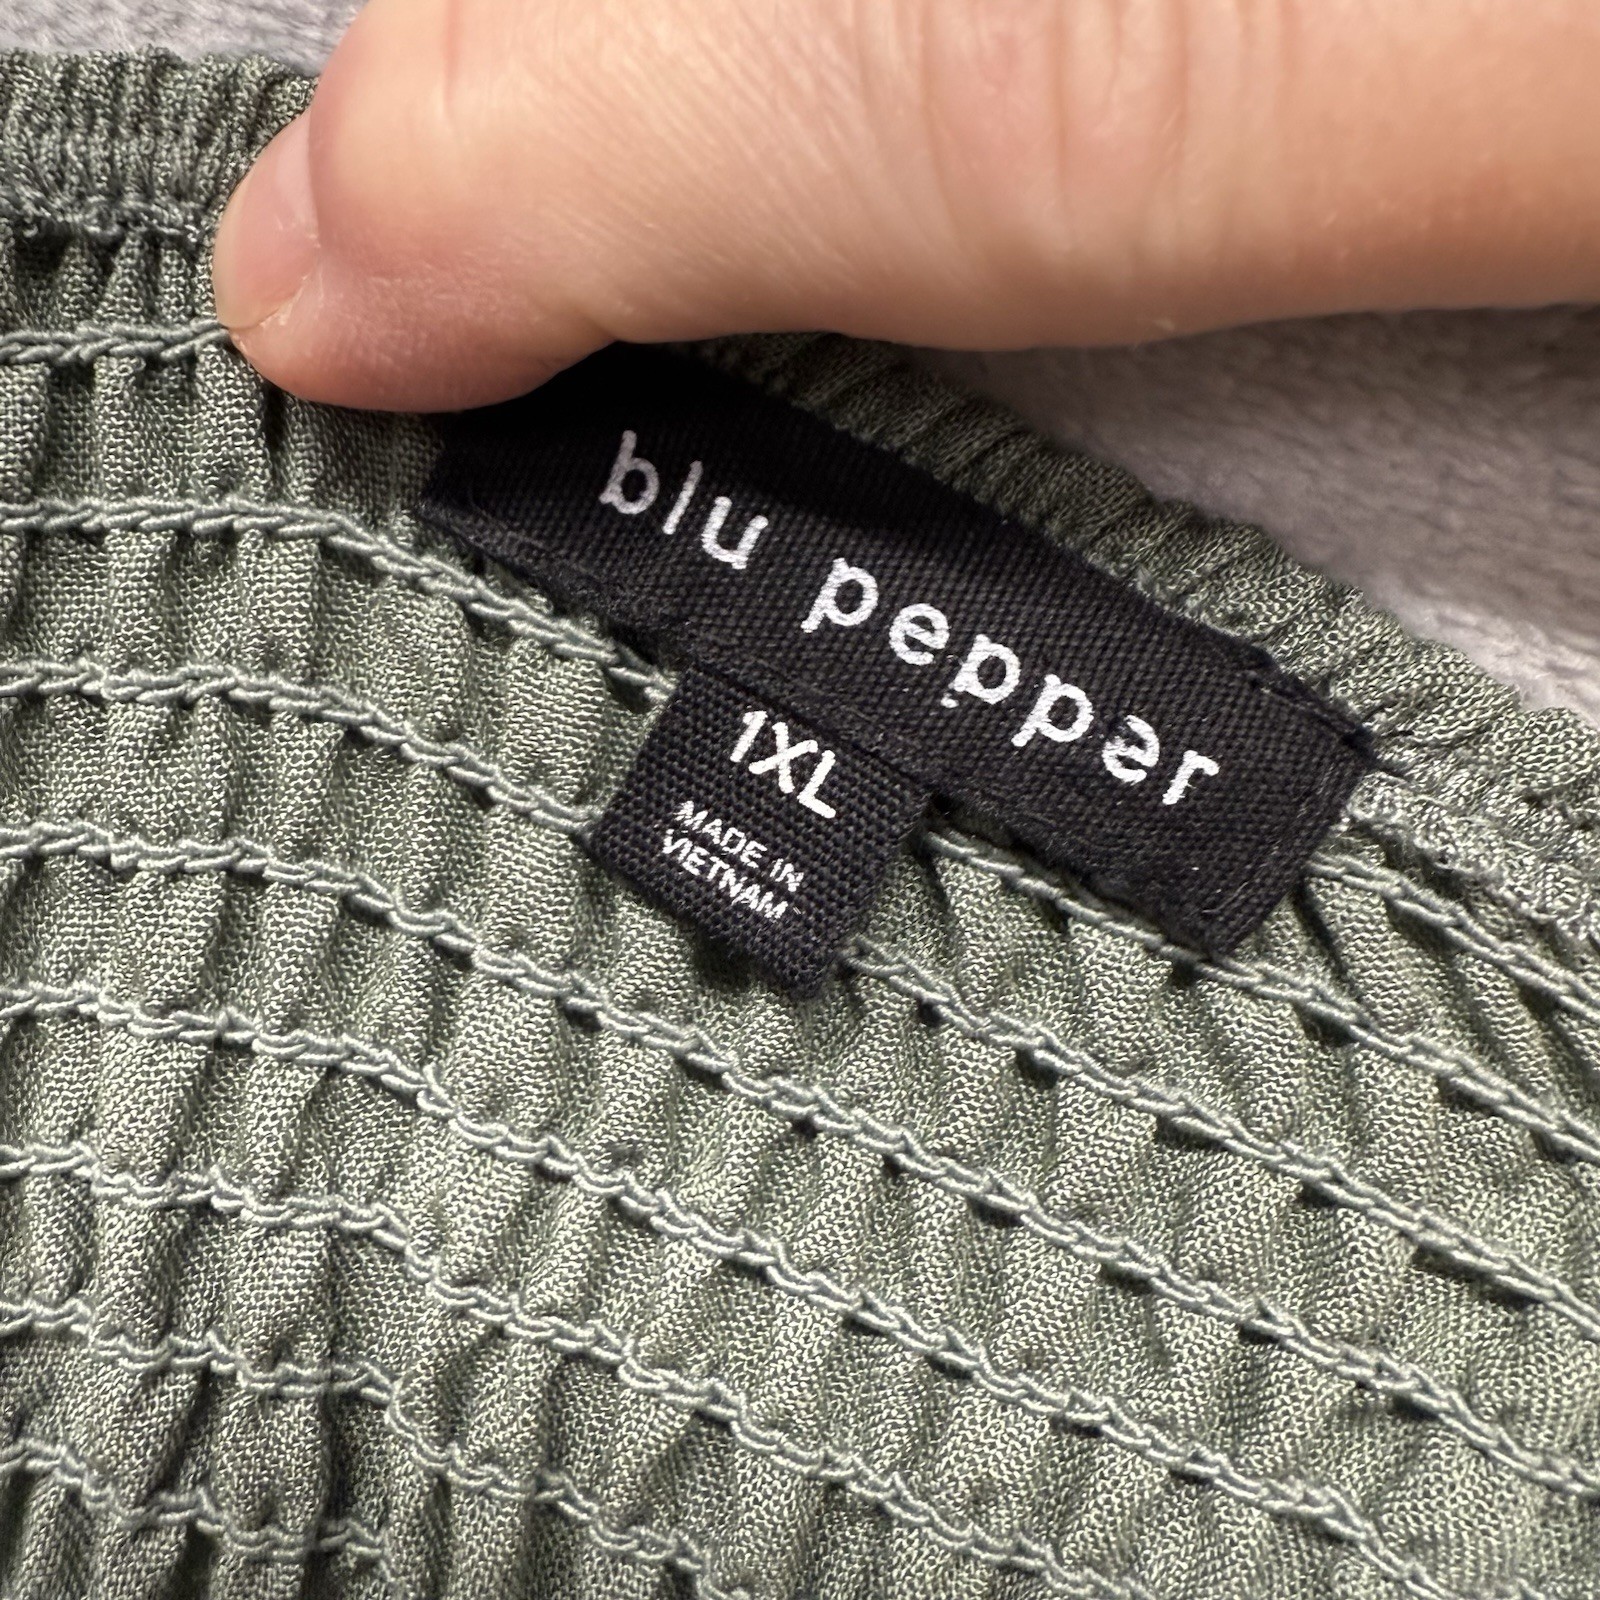 blu pepper
1XL
MADE IN
VIETNAM